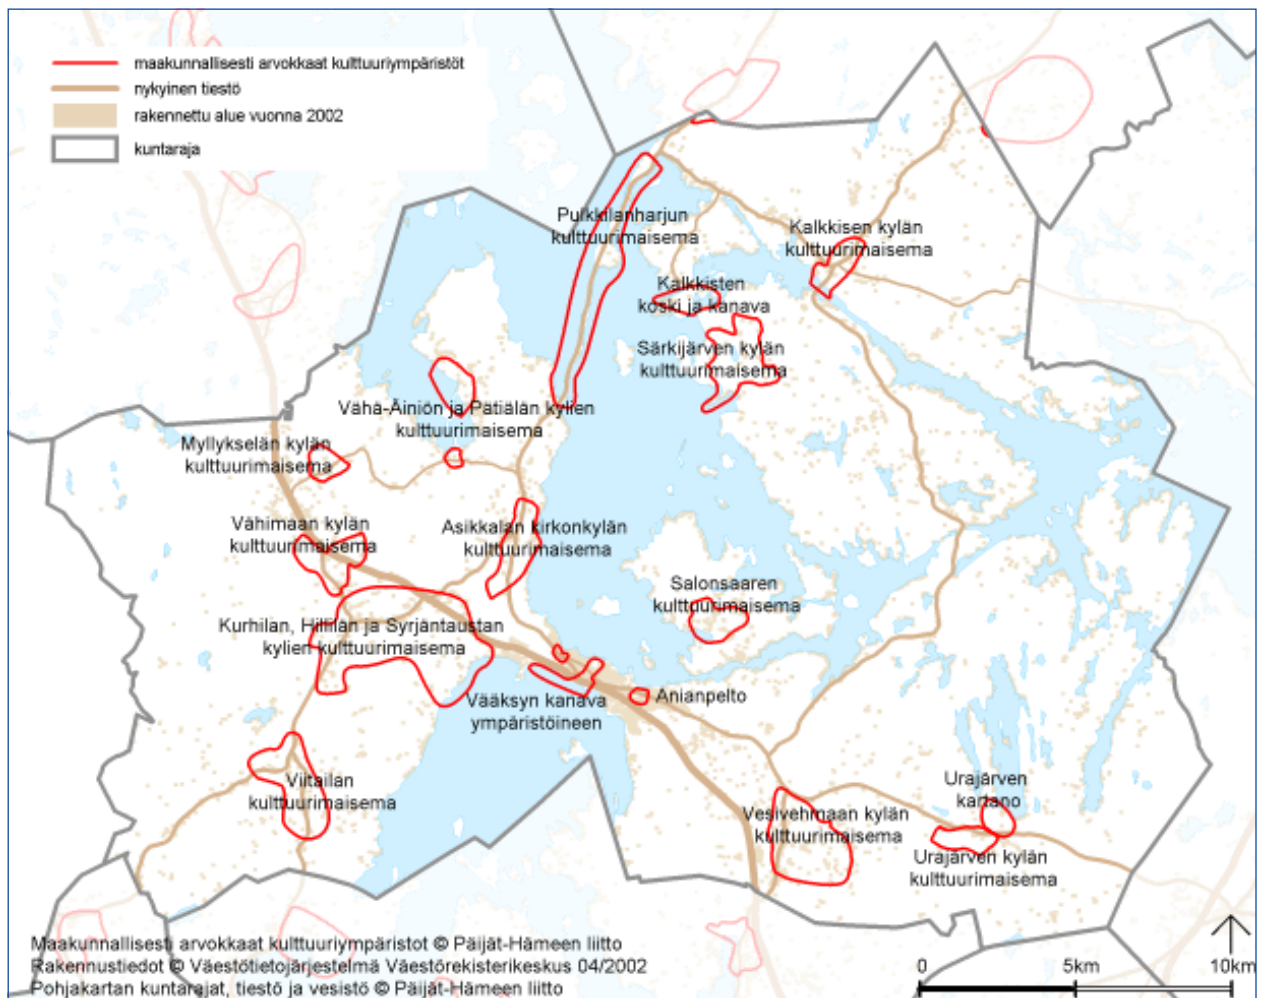 maakunnallisesti arvokkaat kulttuuriympäristöt
nykyinen tiestö
rakennettu alue vuonna 2002
kuntaraja
Pulkkilanharjun
kulttuurimaisema
Kalkkisen kylän
kulttuurimaisema
Kalkkisten
koski ja kanava
Särkijärven kylän
kulttuurimaisema
Vähä-Äiniön ja Pätiälän kylien
kulttuurimaisema
Myllykselän kylän
kulttuurimaisema
Vähimaan kylän
kulttuurimaisema
Asikkalan kirkonkylän
kulttuurimaisema
Salonsaaren
kulttuurimaisema
Kurhilan, Hillilän ja Syrjäntaustan
kylien kulttuurimaisema
Vääksyn kanava
ympäristöineen
Anianpelto
Viitailan
kulttuurimaisema
Urajärven
kartano
Vesivehmaan kylän
kulttuurimaisema
Urajärven kylän
kulttuurimaisema
Maakunnallisesti arvokkaat kulttuuriympäristöt © Päijät-Hämeen liitto
Rakennustiedot © Väestötietojärjestelmä Väestörekisterikeskus 04/2002
Pohjakartan kuntarajat, tiestö ja vesistö © Päijät-Hämeen liitto
0 5km 10km